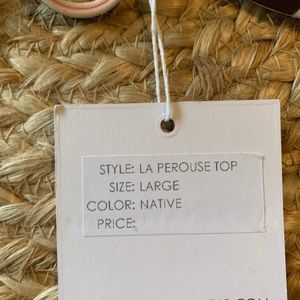 STYLE: LA PEROUSE TOP
SIZE: LARGE
COLOR: NATIVE
PRICE: